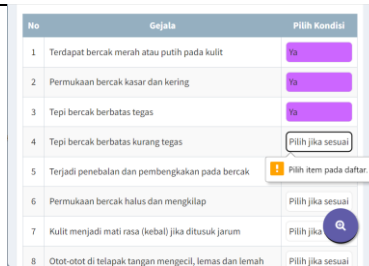 No Gejala Pilih Kondisi
1 Terdapat bercak merah atau putih pada kulit Ya
2 Permukaan bercak kasar dan kering Ya
3 Tepi bercak berbatas tegas Ya
4 Tepi bercak berbatas kurang tegas Pilih jika sesuai
5 Terjadi penebalan dan pembengkakan pada bercak Pilih item pada daftar.
6 Permukaan bercak halus dan mengkilap Pilih jika sesuai
7 Kulit menjadi mati rasa (kebal) jika ditusuk jarum Pilih jika
8 Otot-otot di telapak tangan mengecil, lemas dan lemah Pilih jika sesuai